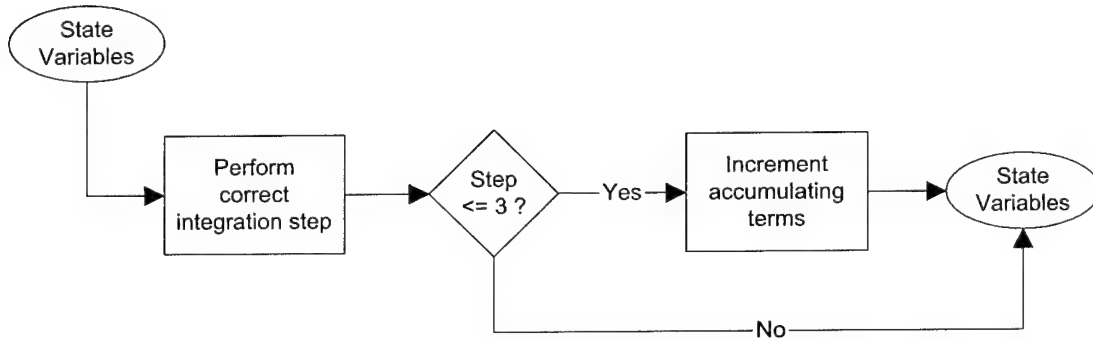 State
Variables
Perform
correct
integration step
Step
<= 3 ?
Yes
Increment
accumulating
terms
State
Variables
No